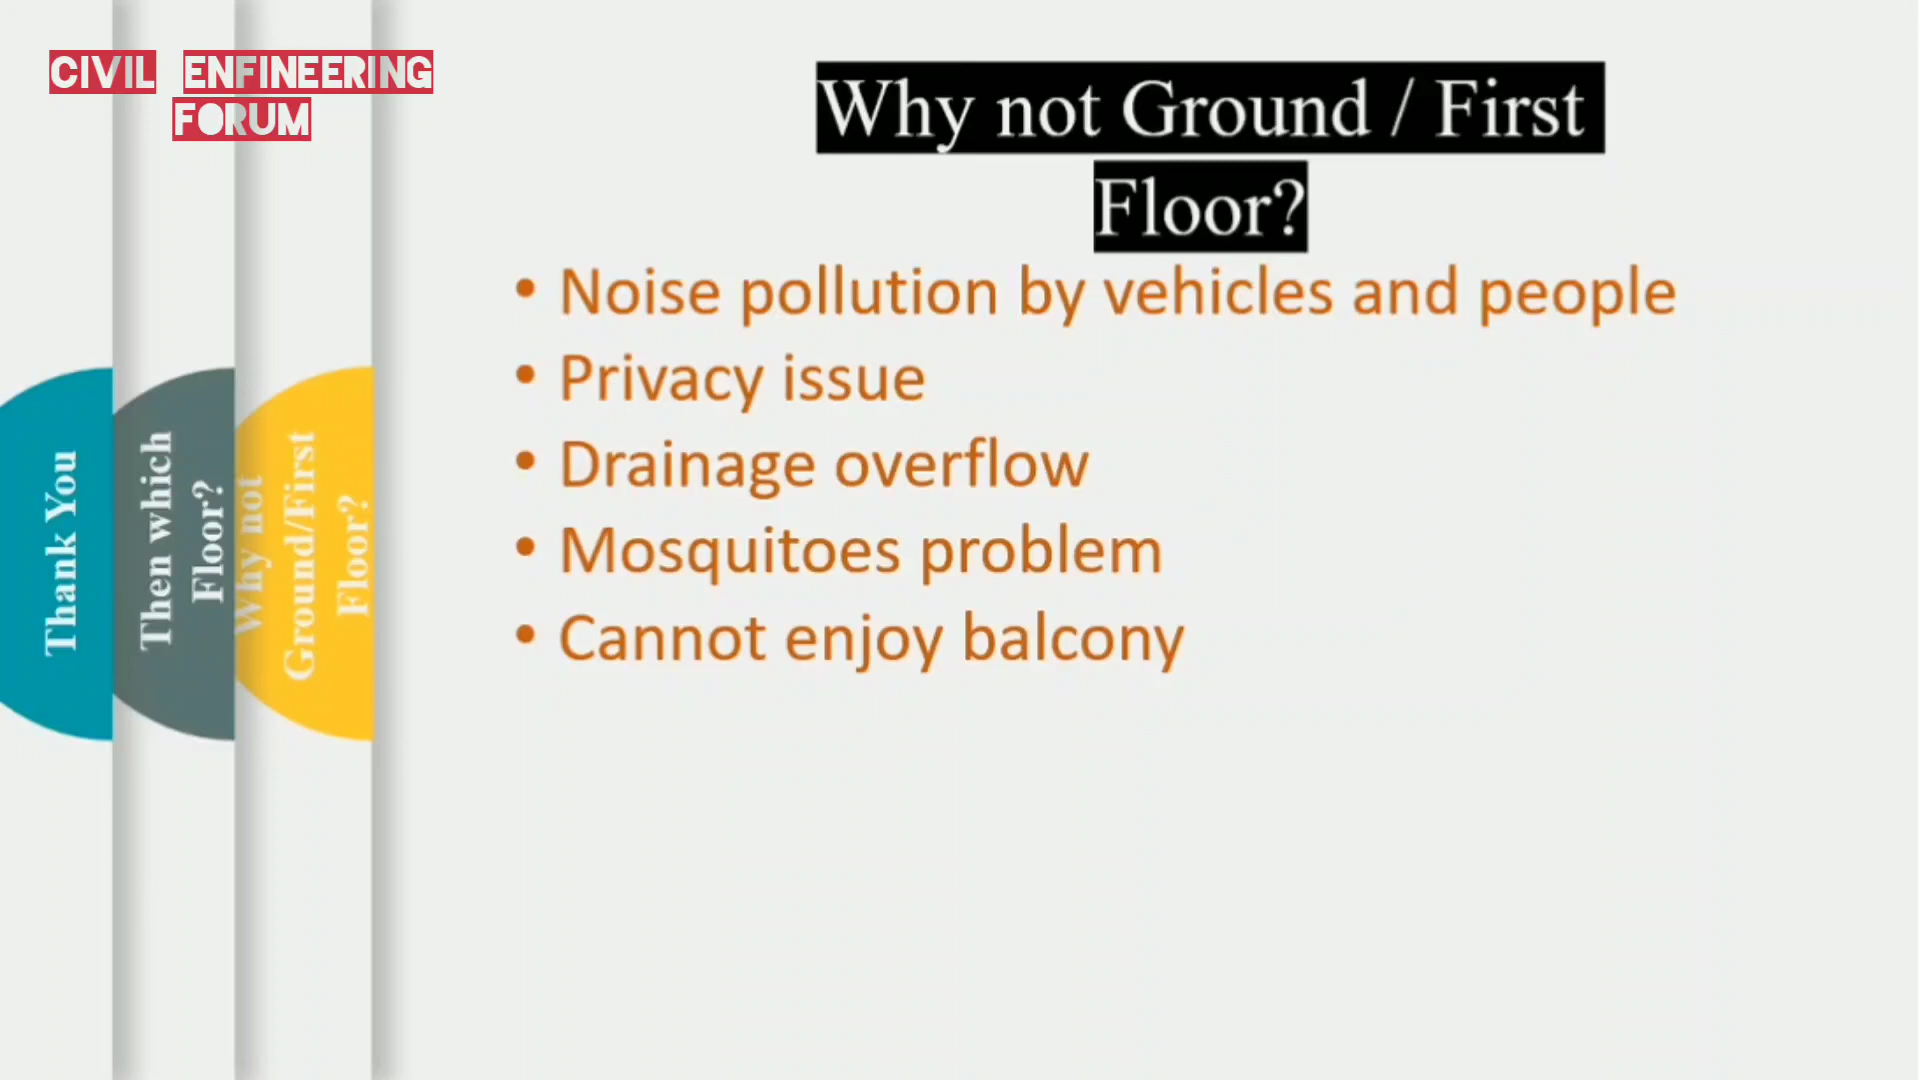 CIVIL ENFINEERING
FORUM
Why not Ground / First
Floor?
• Noise pollution by vehicles and people
• Privacy issue
• Drainage overflow
• Mosquitoes problem
• Cannot enjoy balcony
Thank You
Then which
Floor?
Why not
Ground/First
Floor?